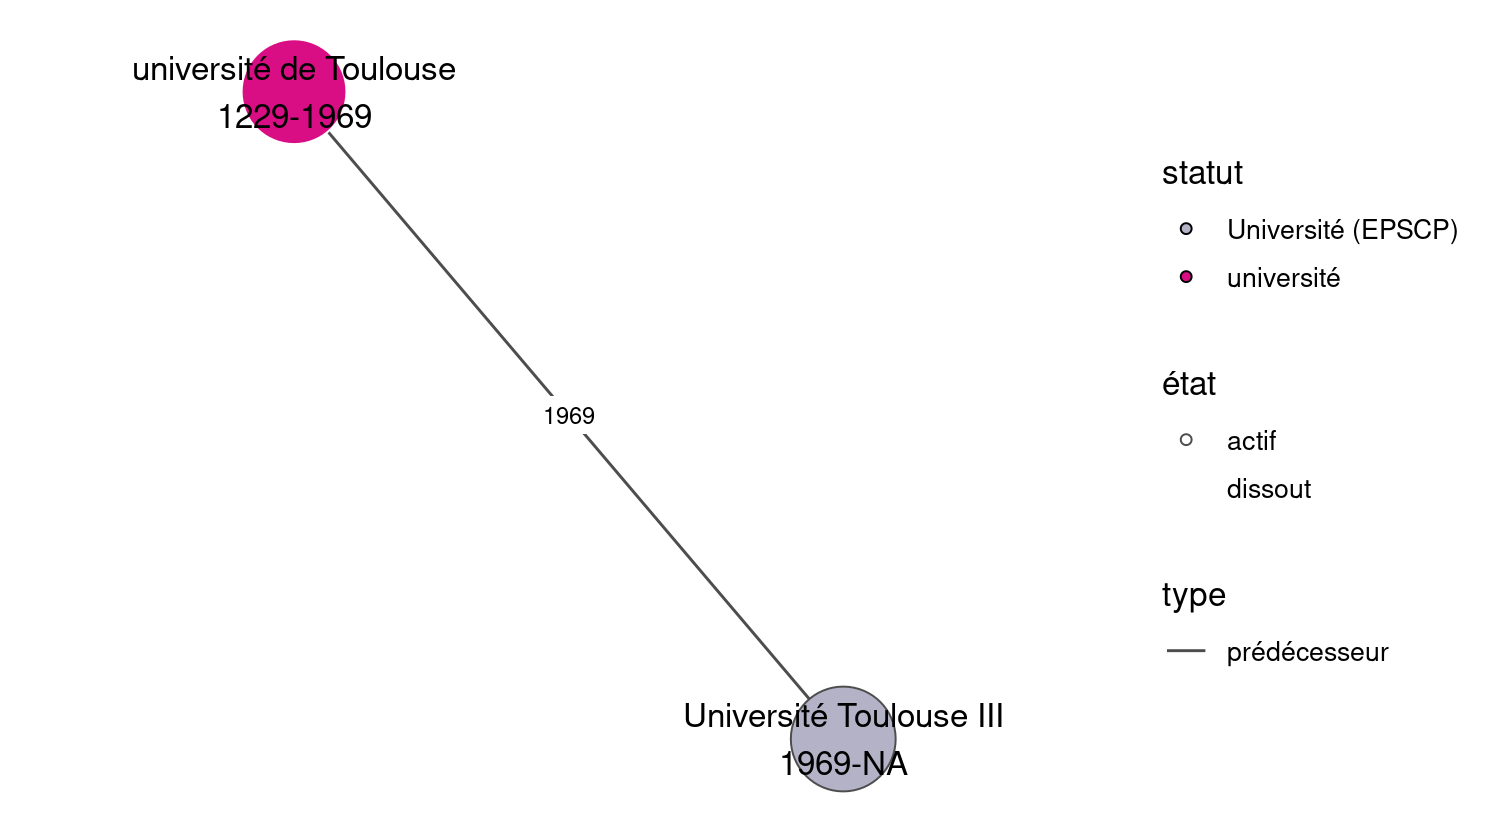 université de Toulouse
1229-1969
1969
Université Toulouse III
1969-NA
statut
Université (EPSCP)
université
état
actif
dissout
type
prédécesseur